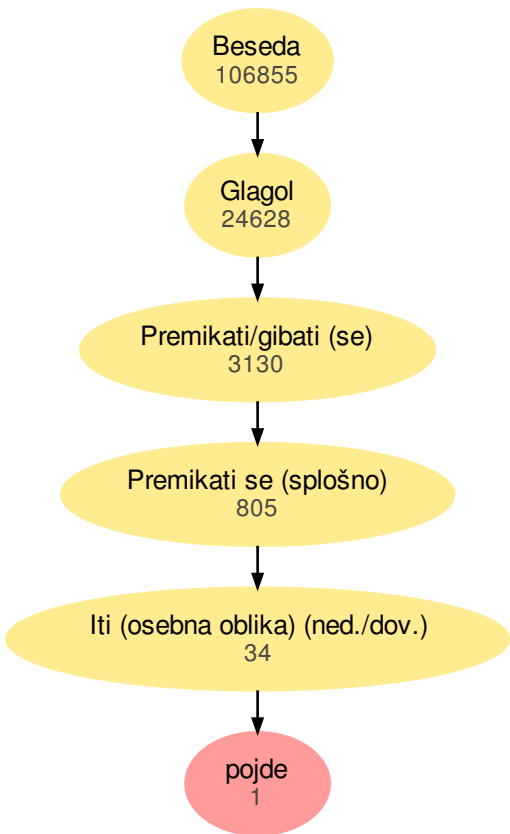 Beseda
106855
Glagol
24628
Premikati/gibati (se)
3130
Premikati se (splošno)
805
Iti (osebna oblika) (ned./dov.)
34
pojde
1